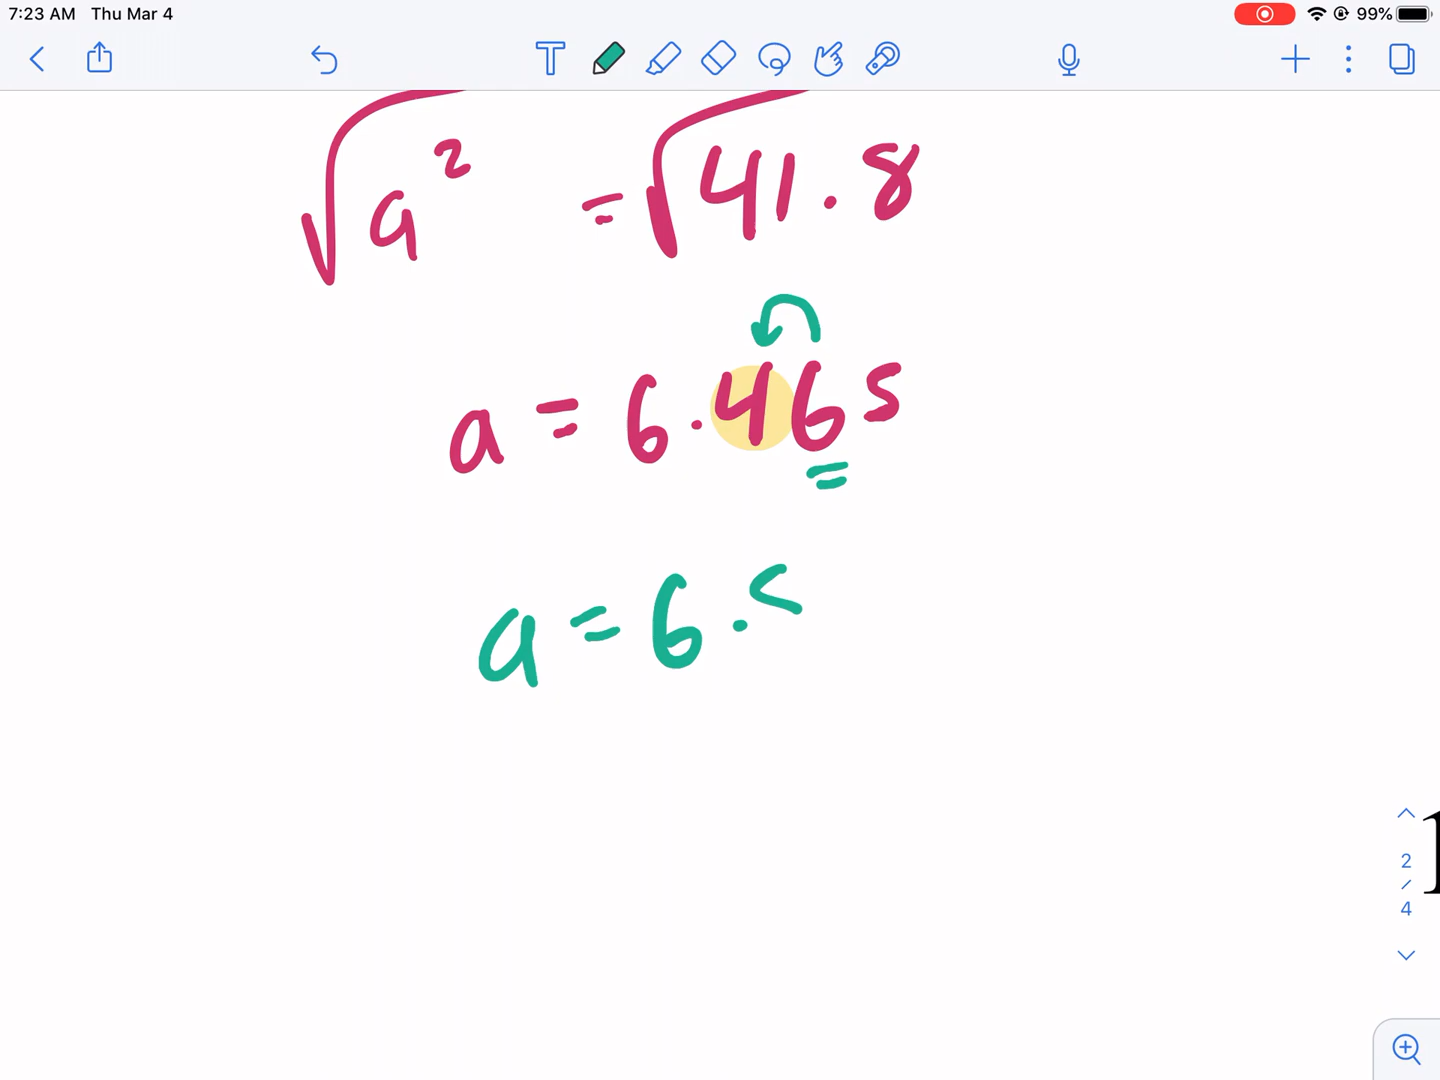 7:23 AM Thu Mar 4 99%
√a² = √41.8
a = 6.465
a = 6.5
2
/
4